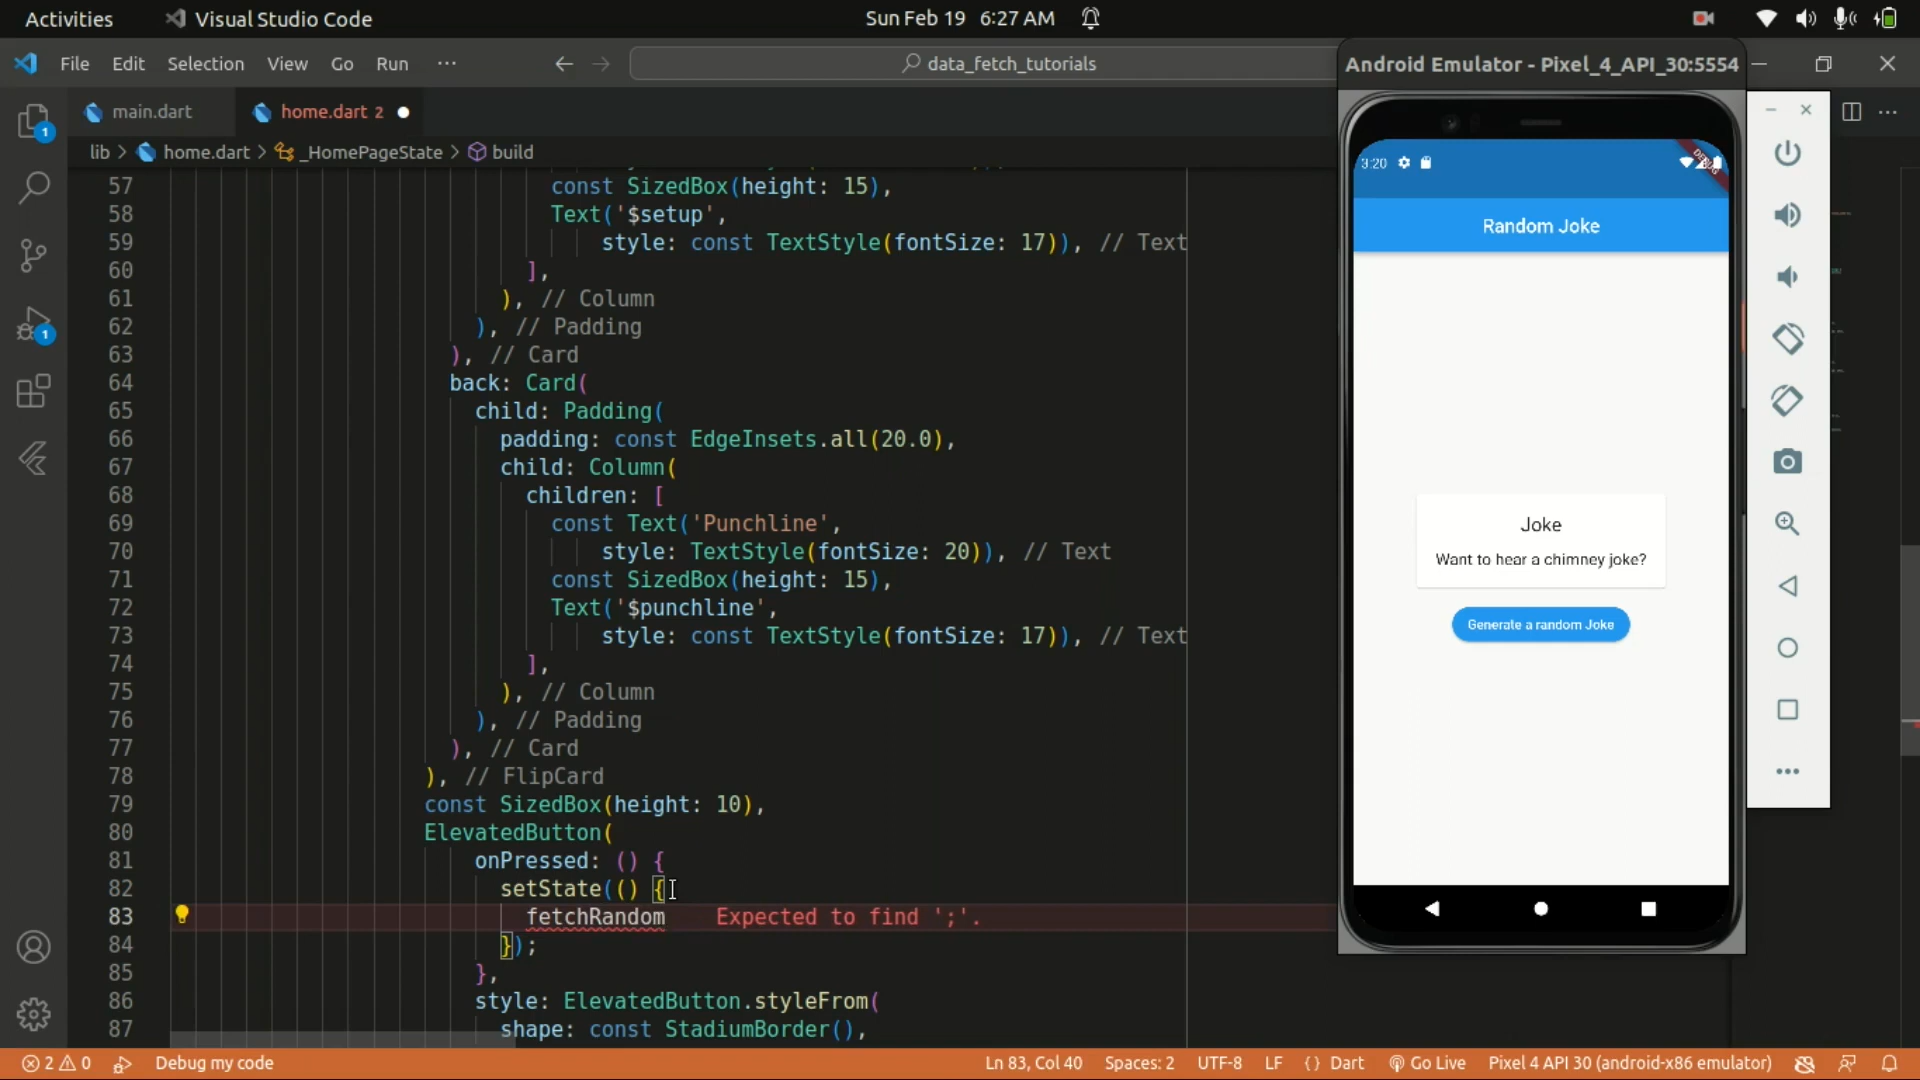 Activities
Visual Studio Code
Sun Feb 19 6:27 AM
File Edit Selection View Go Run ···
data_fetch_tutorials
Android Emulator - Pixel_4_API_30:5554
main.dart
home.dart 2
lib > home.dart > _HomePageState > build
57 const SizedBox(height: 15),
58 Text('$setup',
59 style: const TextStyle(fontSize: 17)), // Text
60 ],
61 ), // Column
62 ), // Padding
63 ), // Card
64 back: Card(
65 child: Padding(
66 padding: const EdgeInsets.all(20.0),
67 child: Column(
68 children: [
69 const Text('Punchline',
70 style: TextStyle(fontSize: 20)), // Text
71 const SizedBox(height: 15),
72 Text('$punchline',
73 style: const TextStyle(fontSize: 17)), // Text
74 ],
75 ), // Column
76 ), // Padding
77 ), // Card
78 ), // FlipCard
79 const SizedBox(height: 10),
80 ElevatedButton(
81 onPressed: () {
82 setState(() {
83 fetchRandom Expected to find ';'.
84 });
85 },
86 style: ElevatedButton.styleFrom(
87 shape: const StadiumBorder(),
1
1
3:20
DEBUG
Random Joke
Joke
Want to hear a chimney joke?
Generate a random Joke
2 0
Debug my code
Ln 83, Col 40
Spaces: 2
UTF-8
LF
{ } Dart
Go Live
Pixel 4 API 30 (android-x86 emulator)